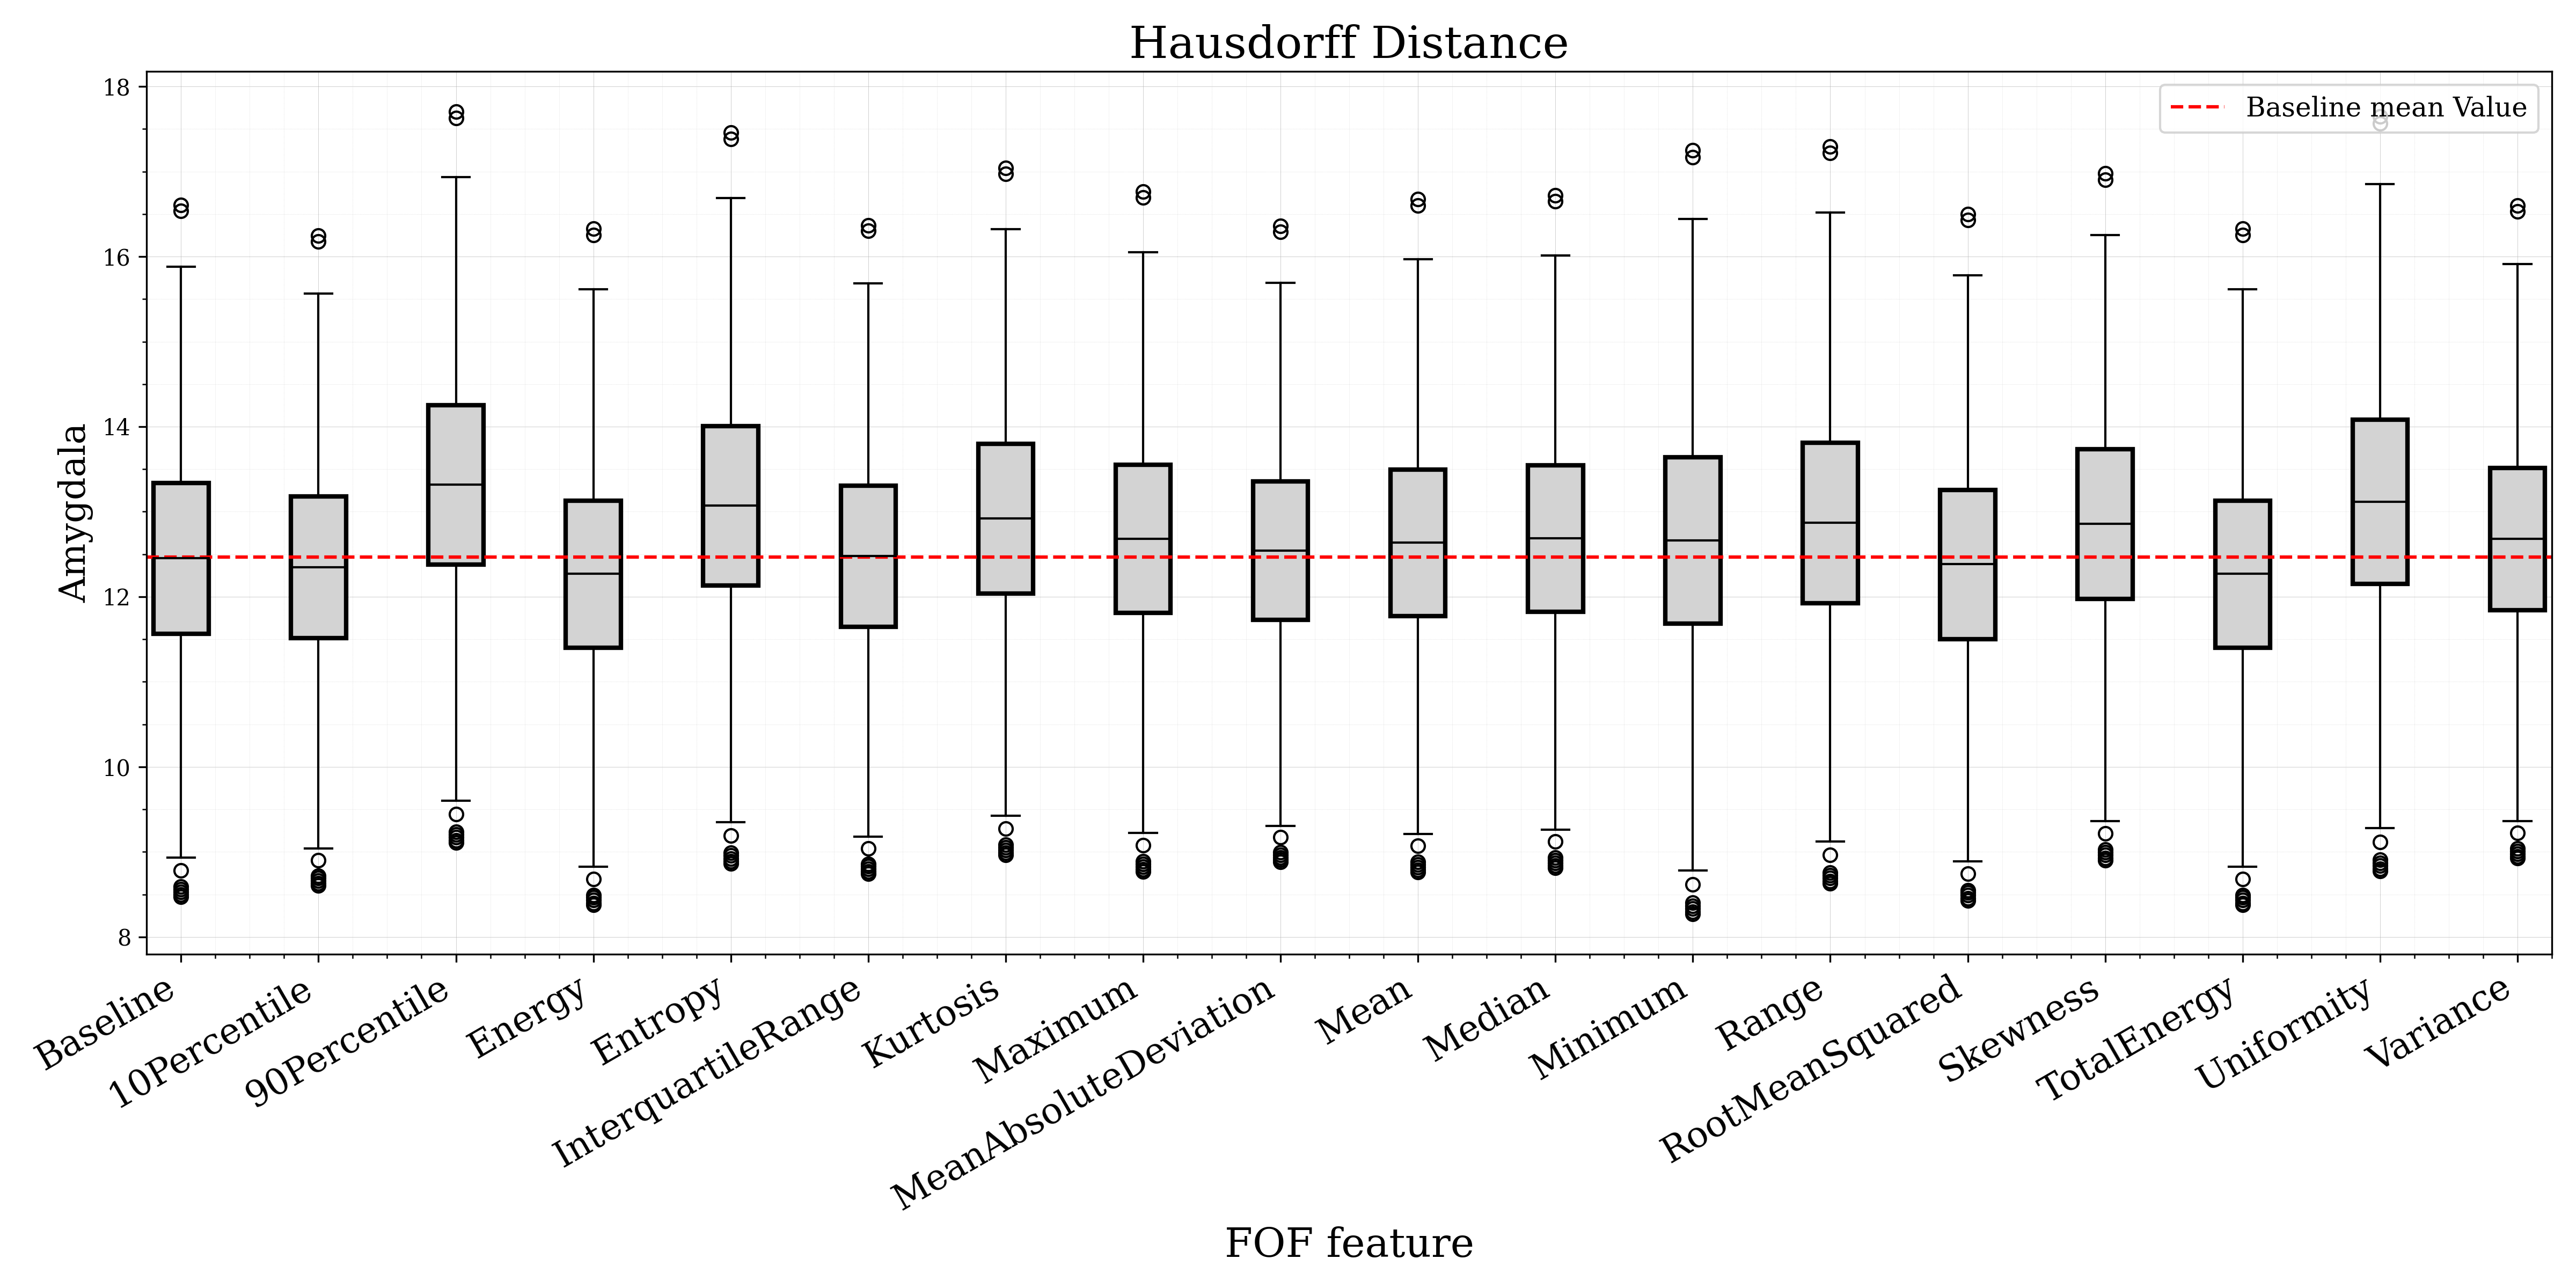 Hausdorff Distance
Baseline mean Value
Amygdala
18
16
14
12
10
8
Baseline
10Percentile
90Percentile
Energy
Entropy
InterquartileRange
Kurtosis
Maximum
MeanAbsoluteDeviation
Mean
Median
Minimum
Range
RootMeanSquared
Skewness
TotalEnergy
Uniformity
Variance
FOF feature